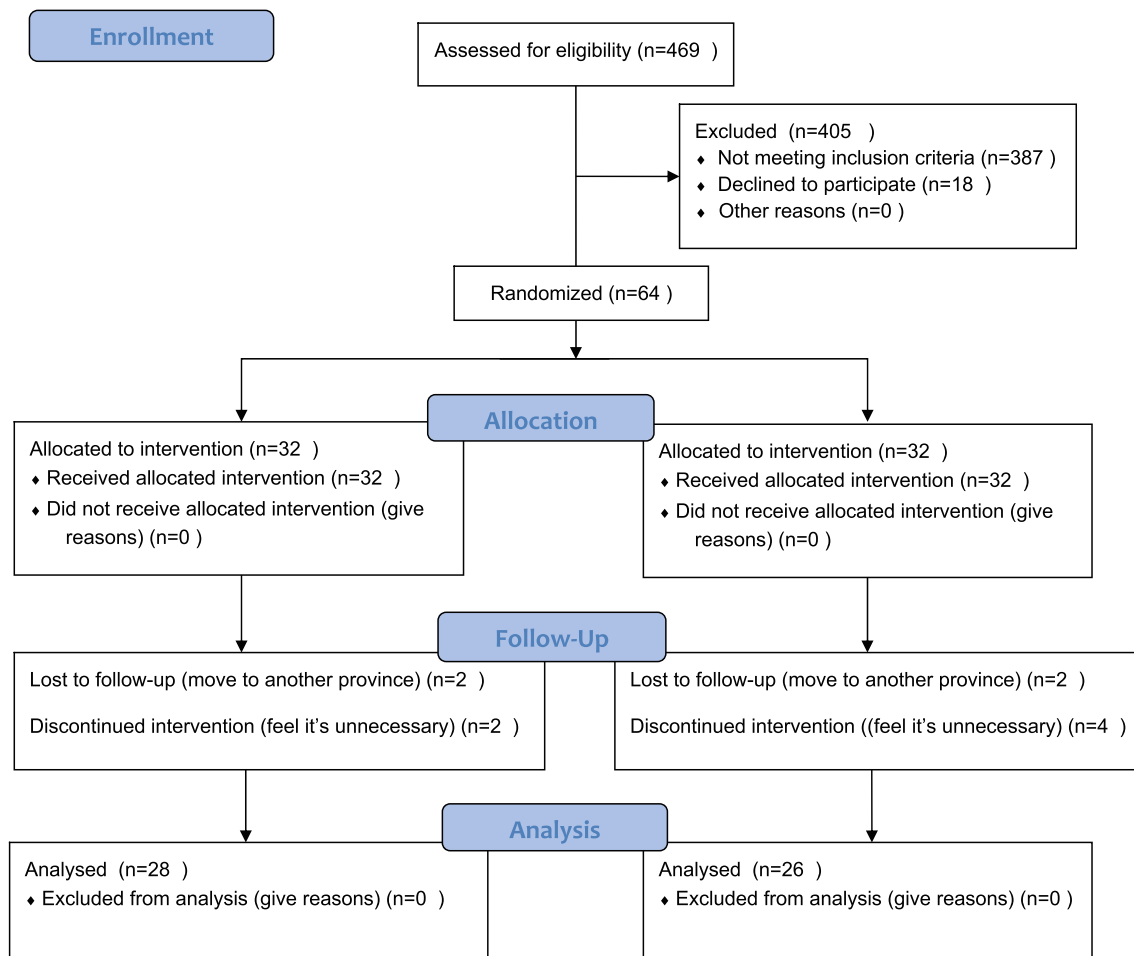 Enrollment
Assessed for eligibility (n=469 )
Excluded (n=405 )
♦ Not meeting inclusion criteria (n=387 )
♦ Declined to participate (n=18 )
♦ Other reasons (n=0 )
Randomized (n=64 )
Allocation
Allocated to intervention (n=32 )
♦ Received allocated intervention (n=32 )
♦ Did not receive allocated intervention (give
reasons) (n=0 )
Allocated to intervention (n=32 )
♦ Received allocated intervention (n=32 )
♦ Did not receive allocated intervention (give
reasons) (n=0 )
Follow-Up
Lost to follow-up (move to another province) (n=2 )
Discontinued intervention (feel it’s unnecessary) (n=2 )
Lost to follow-up (move to another province) (n=2 )
Discontinued intervention ((feel it’s unnecessary) (n=4 )
Analysis
Analysed (n=28 )
♦ Excluded from analysis (give reasons) (n=0 )
Analysed (n=26 )
♦ Excluded from analysis (give reasons) (n=0 )